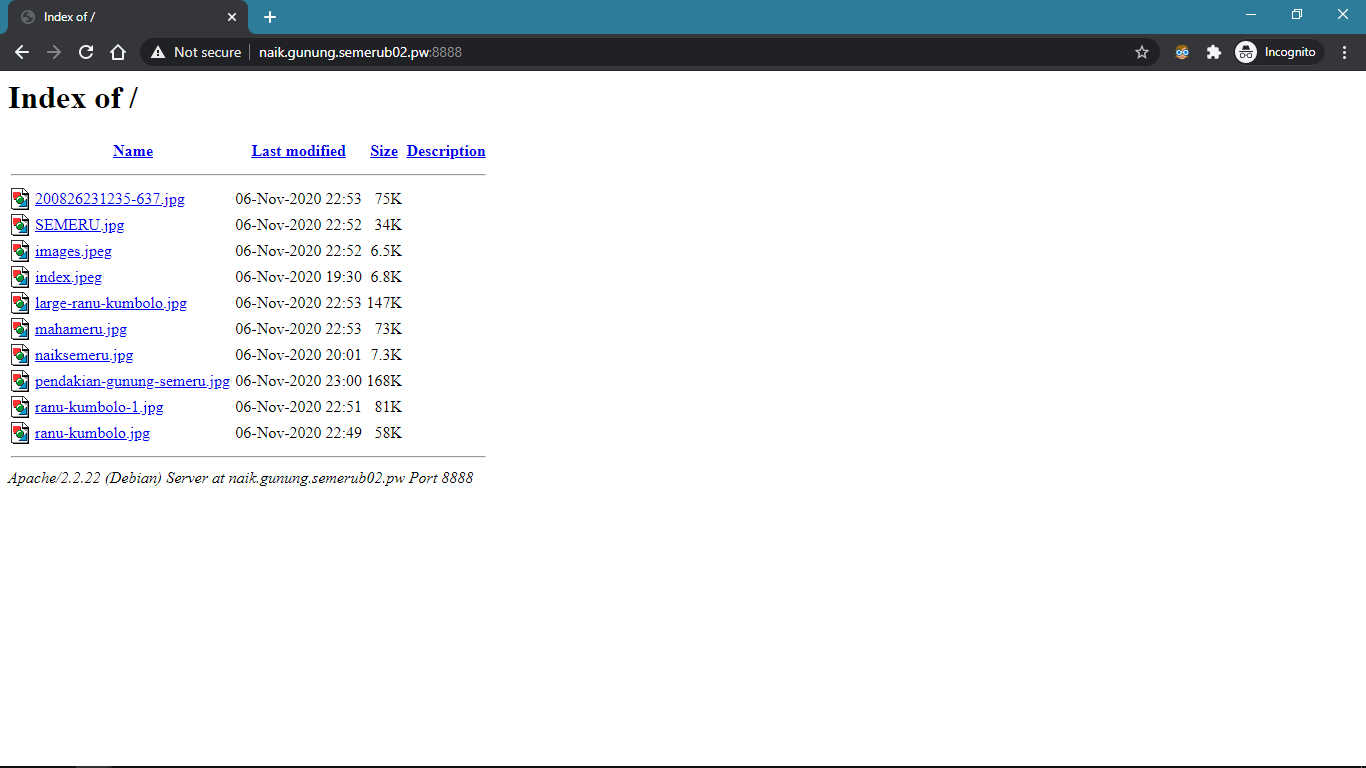 Index of /
Not secure naik.gunung.semerub02.pw:8888 Incognito
Index of /
Name Last modified Size Description
200826231235-637.jpg 06-Nov-2020 22:53 75K
SEMERU.jpg 06-Nov-2020 22:52 34K
images.jpeg 06-Nov-2020 22:52 6.5K
index.jpeg 06-Nov-2020 19:30 6.8K
large-ranu-kumbolo.jpg 06-Nov-2020 22:53 147K
mahameru.jpg 06-Nov-2020 22:53 73K
naiksemeru.jpg 06-Nov-2020 20:01 7.3K
pendakian-gunung-semeru.jpg 06-Nov-2020 23:00 168K
ranu-kumbolo-1.jpg 06-Nov-2020 22:51 81K
ranu-kumbolo.jpg 06-Nov-2020 22:49 58K
Apache/2.2.22 (Debian) Server at naik.gunung.semerub02.pw Port 8888